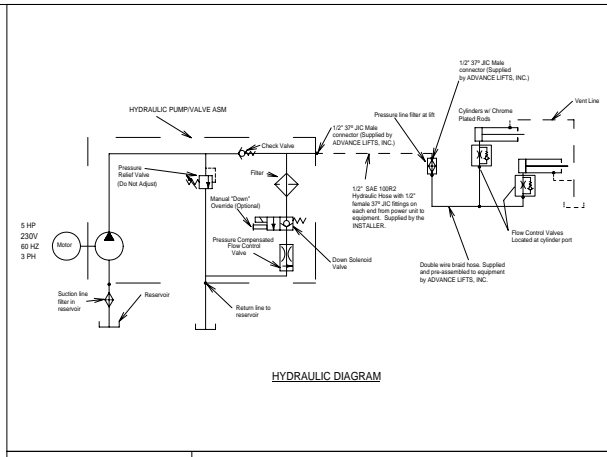 1/2" 37º JIC Male
connector (Supplied
by ADVANCE LIFTS, INC.)
Pressure line filter at lift
Cylinders w/ Chrome
Plated Rods
Vent Line
HYDRAULIC PUMP/VALVE ASM
1/2" 37º JIC Male
connector (Supplied by
ADVANCE LIFTS, INC.)
Check Valve
Pressure
Relief Valve
(Do Not Adjust)
Filter
Manual "Down"
Override (Optional)
1/2" SAE 100R2
Hydraulic Hose with 1/2"
female 37º JIC fittings on
each end from power unit to
equipment. Supplied by the
INSTALLER.
5 HP
230V
60 HZ
3 PH
Motor
Pressure Compensated
Flow Control
Valve
Down Solenoid
Valve
Flow Control Valves
Located at cylinder port
Double wire braid hose. Supplied
and pre-assembled to equipment
by ADVANCE LIFTS, INC.
Suction line
filter in
reservoir
Reservoir
Return line to
reservoir
HYDRAULIC DIAGRAM